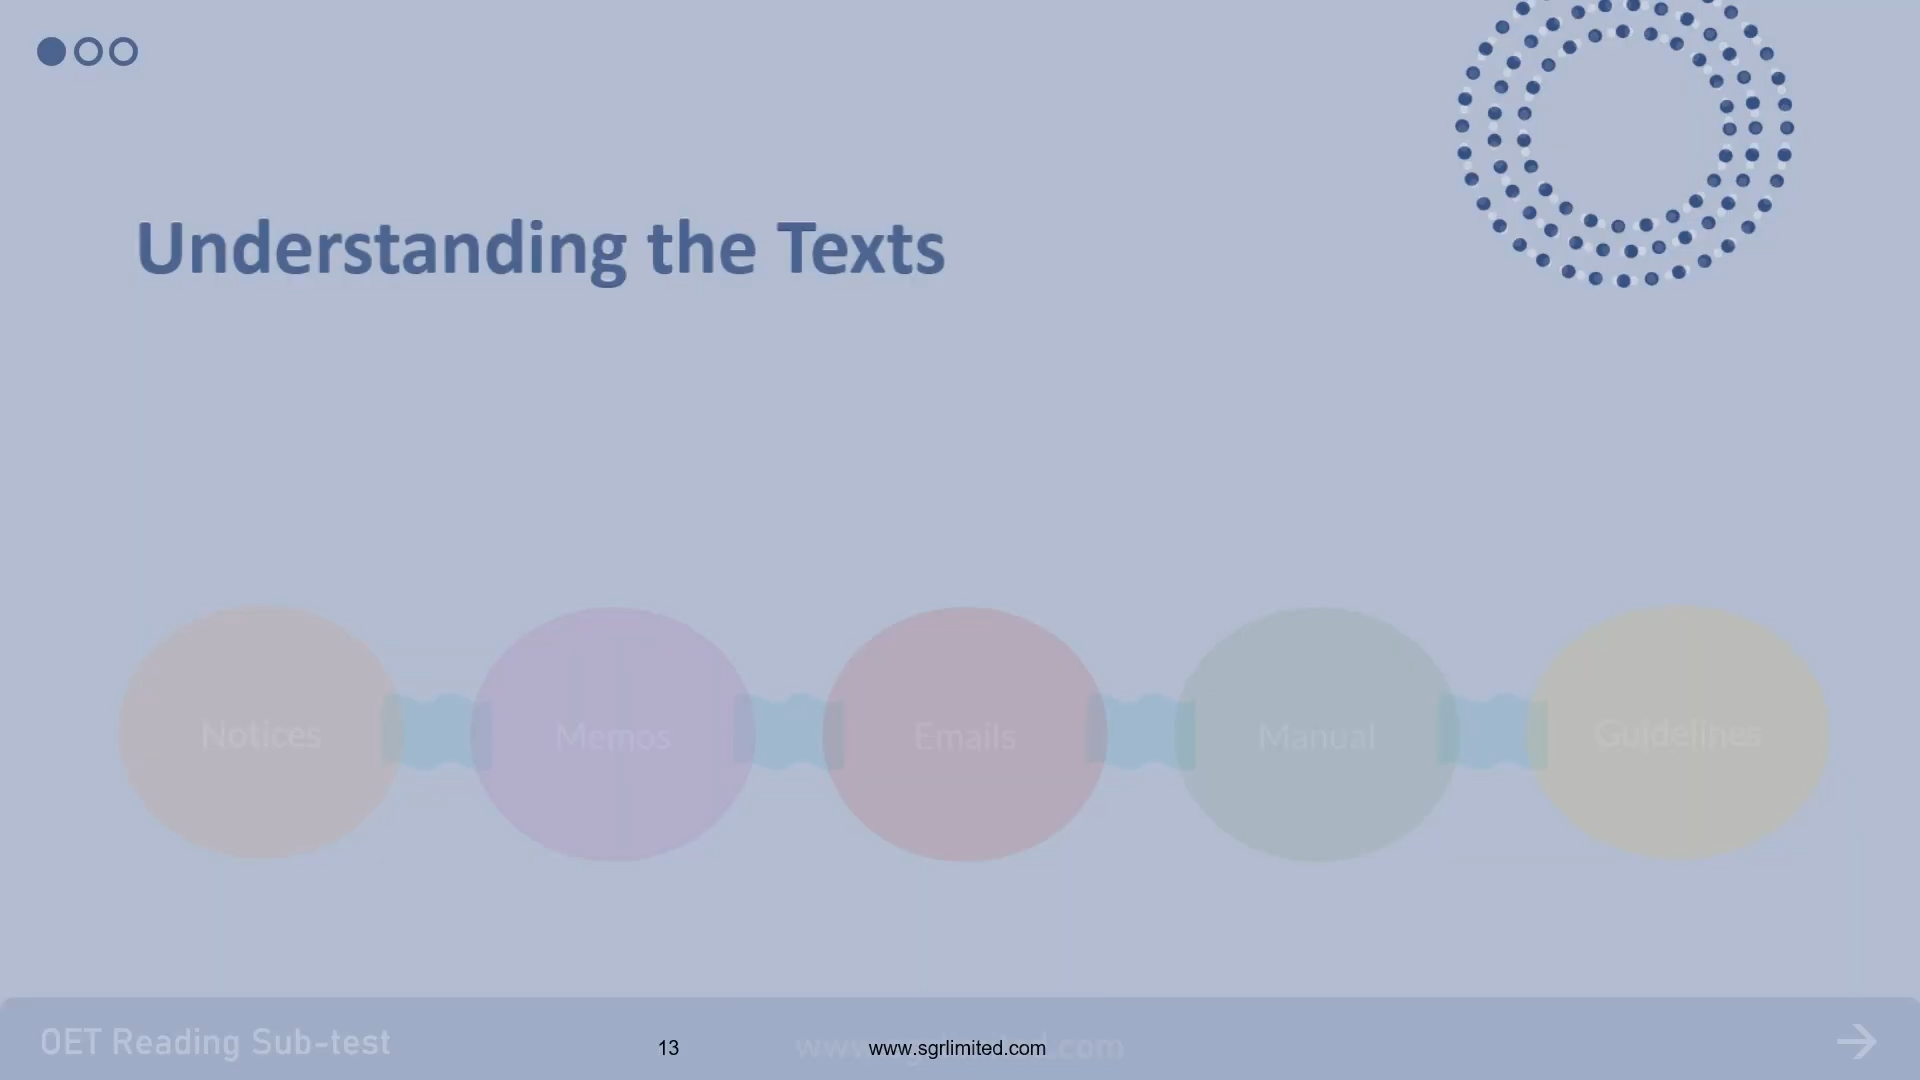 Understanding the Texts
Notices
Memos
Emails
Manual
Guidelines
OET Reading Sub-test
13
www.sgrlimited.com